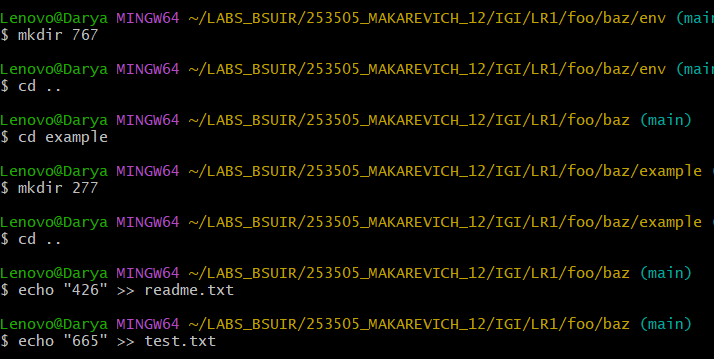 Lenovo@Darya MINGW64 ~/LABS_BSUIR/253505_MAKAREVICH_12/IGI/LR1/foo/baz/env (mai
$ mkdir 767
Lenovo@Darya MINGW64 ~/LABS_BSUIR/253505_MAKAREVICH_12/IGI/LR1/foo/baz/env (mai
$ cd ..
Lenovo@Darya MINGW64 ~/LABS_BSUIR/253505_MAKAREVICH_12/IGI/LR1/foo/baz (main)
$ cd example
Lenovo@Darya MINGW64 ~/LABS_BSUIR/253505_MAKAREVICH_12/IGI/LR1/foo/baz/example (
$ mkdir 277
Lenovo@Darya MINGW64 ~/LABS_BSUIR/253505_MAKAREVICH_12/IGI/LR1/foo/baz/example (
$ cd ..
Lenovo@Darya MINGW64 ~/LABS_BSUIR/253505_MAKAREVICH_12/IGI/LR1/foo/baz (main)
$ echo "426" >> readme.txt
Lenovo@Darya MINGW64 ~/LABS_BSUIR/253505_MAKAREVICH_12/IGI/LR1/foo/baz (main)
$ echo "665" >> test.txt